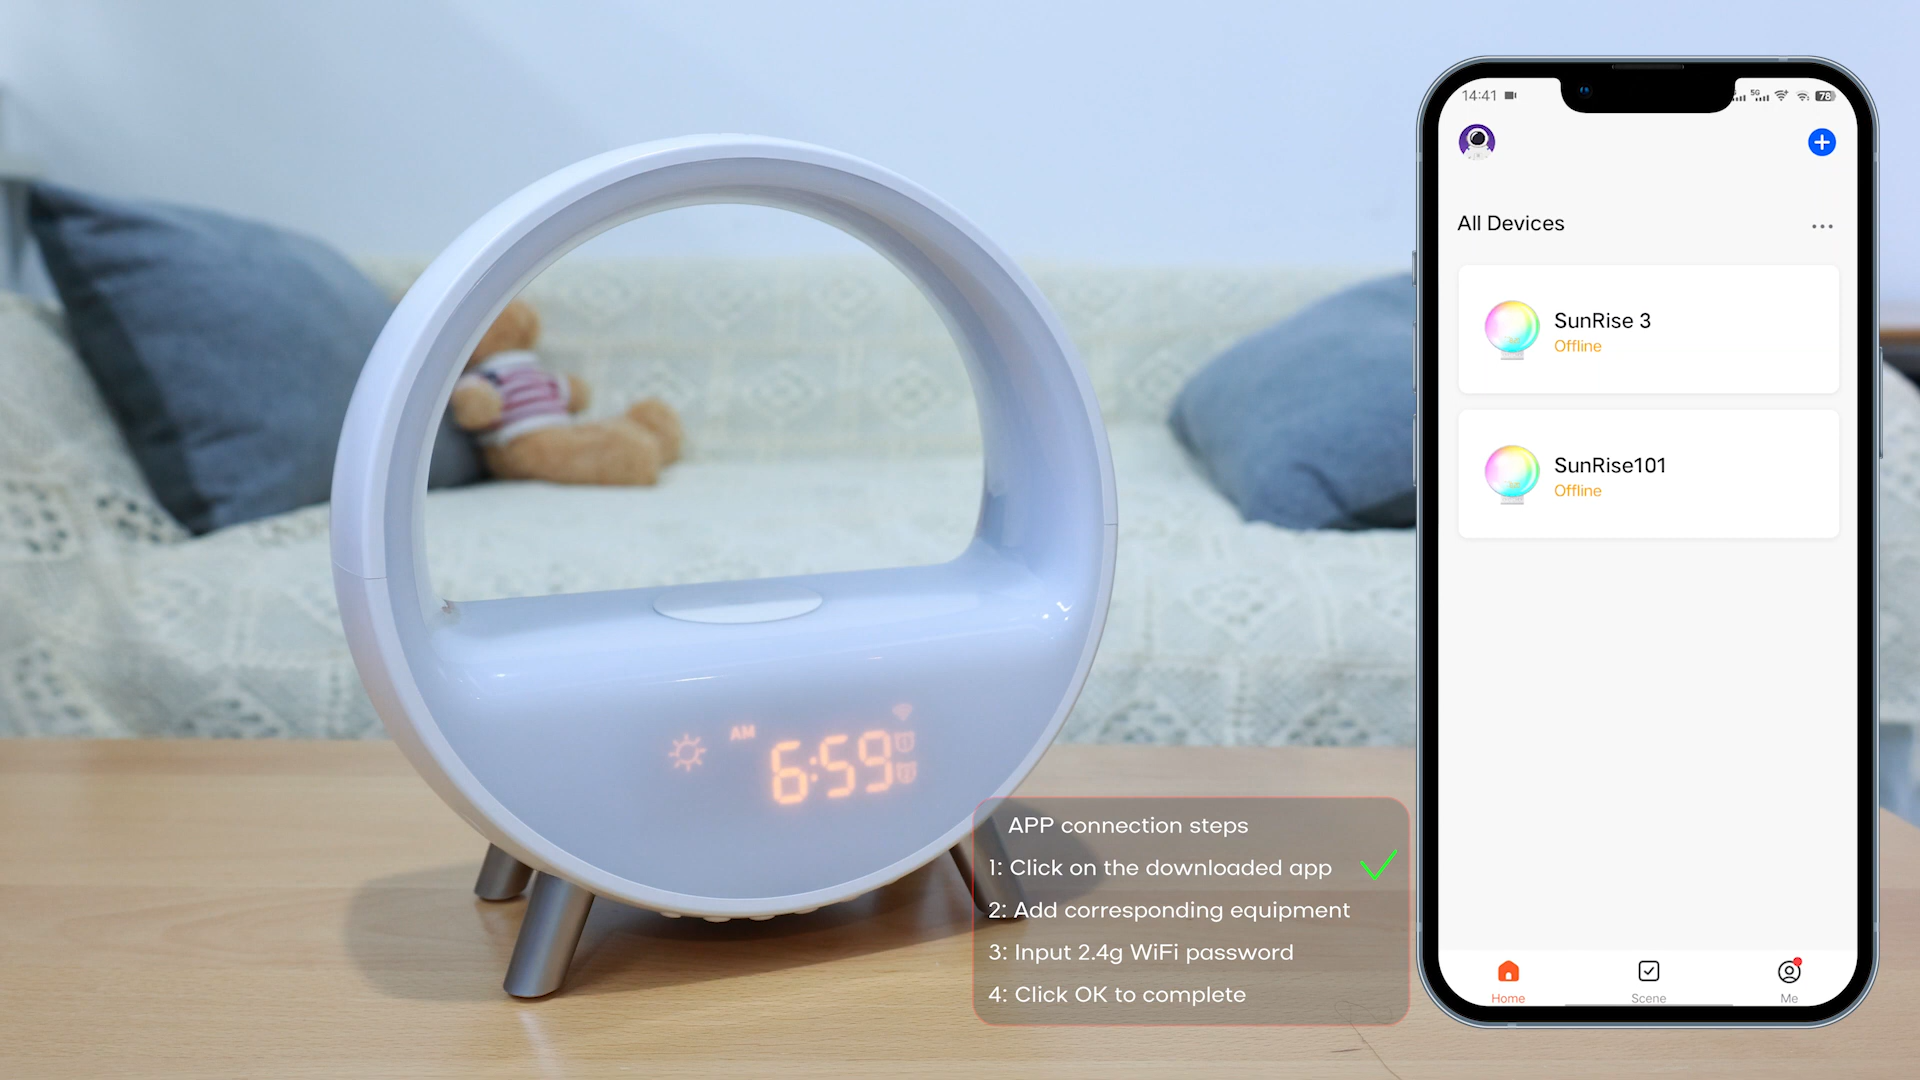 AM
6:59
APP connection steps
1: Click on the downloaded app
2: Add corresponding equipment
3: Input 2.4g WiFi password
4: Click OK to complete
14:41
5G
78
All Devices
SunRise 3
Offline
SunRise101
Offline
Home
Scene
Me